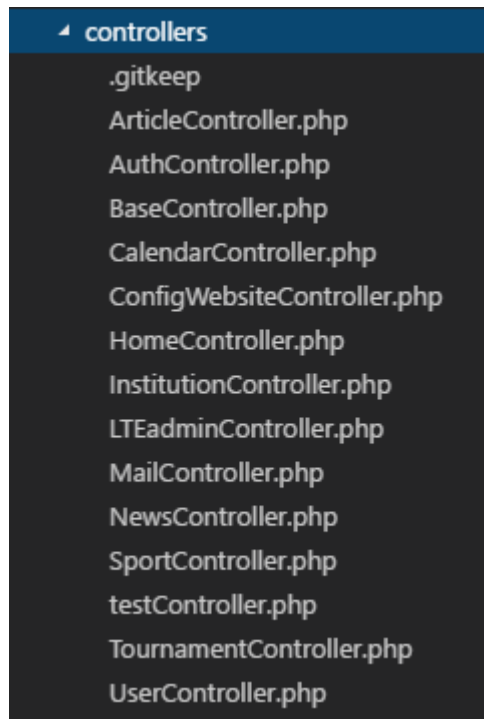 controllers
.gitkeep
ArticleController.php
AuthController.php
BaseController.php
CalendarController.php
ConfigWebsiteController.php
HomeController.php
InstitutionController.php
LTEadminController.php
MailController.php
NewsController.php
SportController.php
testController.php
TournamentController.php
UserController.php